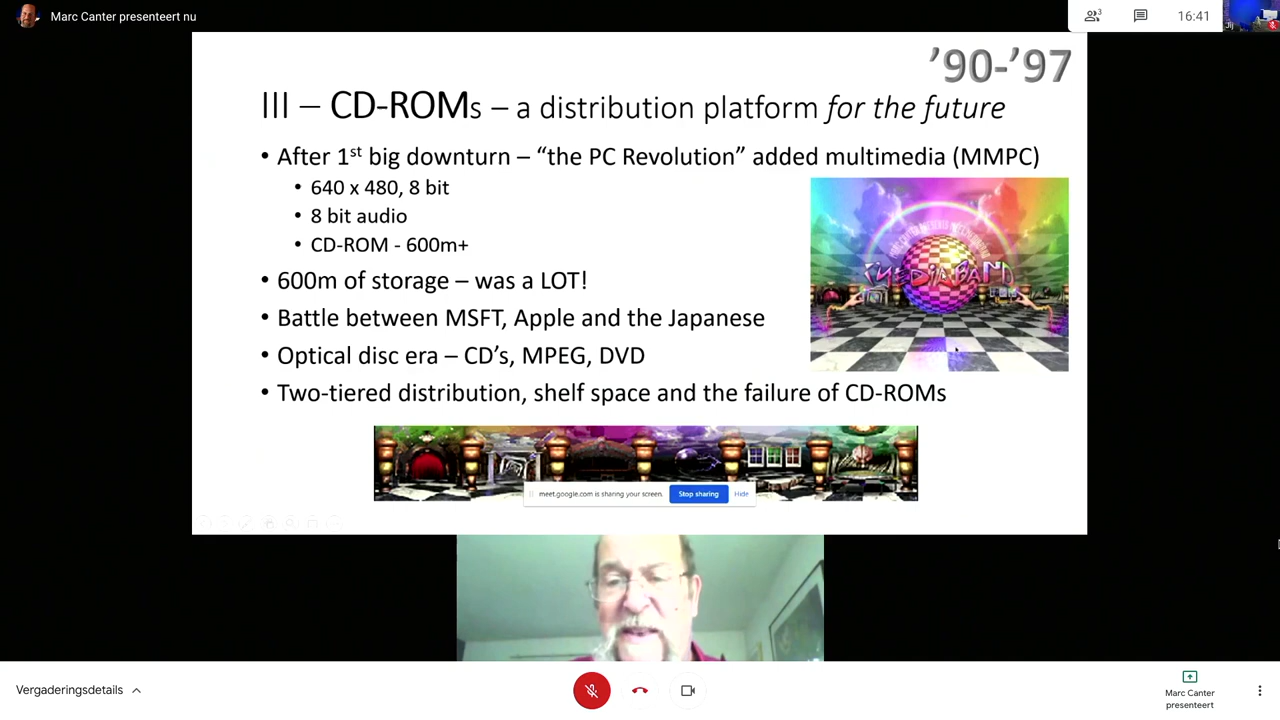 Marc Canter presenteert nu
3
16:41
Jij
’90-’97
III – CD-ROMs – a distribution platform for the future
• After 1st big downturn – “the PC Revolution” added multimedia (MMPC)
• 640 x 480, 8 bit
• 8 bit audio
• CD-ROM - 600m+
• 600m of storage – was a LOT!
• Battle between MSFT, Apple and the Japanese
• Optical disc era – CD’s, MPEG, DVD
• Two-tiered distribution, shelf space and the failure of CD-ROMs
MEDIABAND
meet.google.com is sharing your screen.
Stop sharing
Hide
Vergaderingsdetails
Marc Canter
presenteert